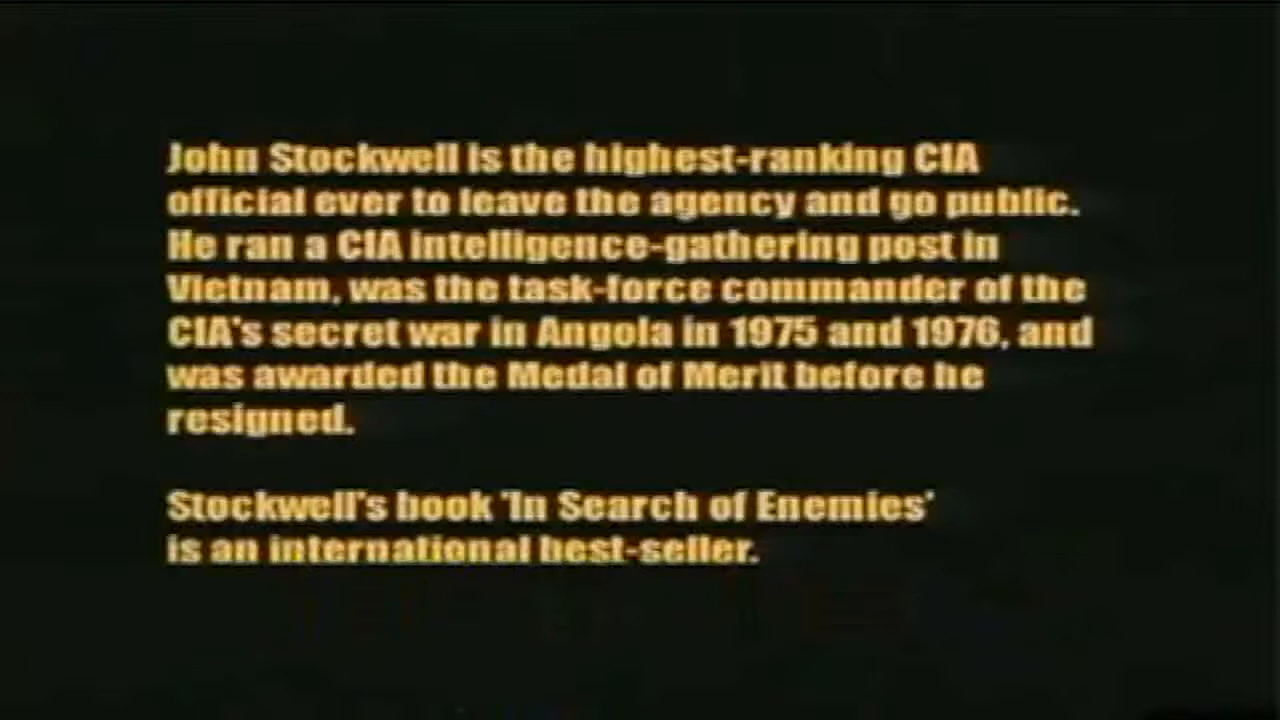 John Stockwell is the highest-ranking CIA
official ever to leave the agency and go public.
He ran a CIA intelligence-gathering post in
Vietnam, was the task-force commander of the
CIA's secret war in Angola in 1975 and 1976, and
was awarded the Medal of Merit before he
resigned.
Stockwell's book 'In Search of Enemies'
is an international best-seller.